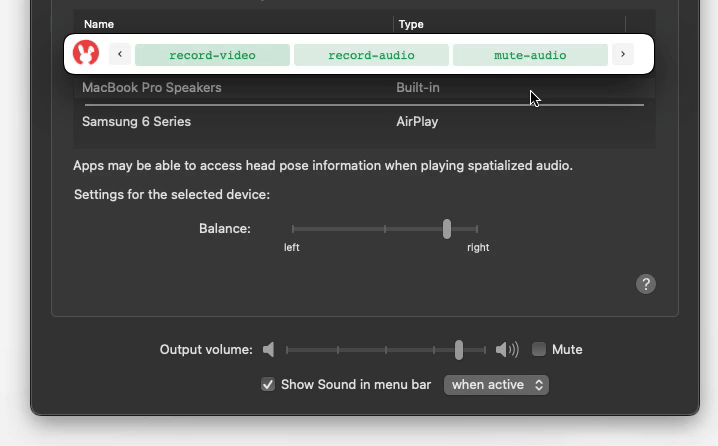 Name Type
‹ record-video record-audio mute-audio ›
MacBook Pro Speakers Built-in
Samsung 6 Series AirPlay
Apps may be able to access head pose information when playing spatialized audio.
Settings for the selected device:
Balance:
left right
?
Output volume: Mute
Show Sound in menu bar when active